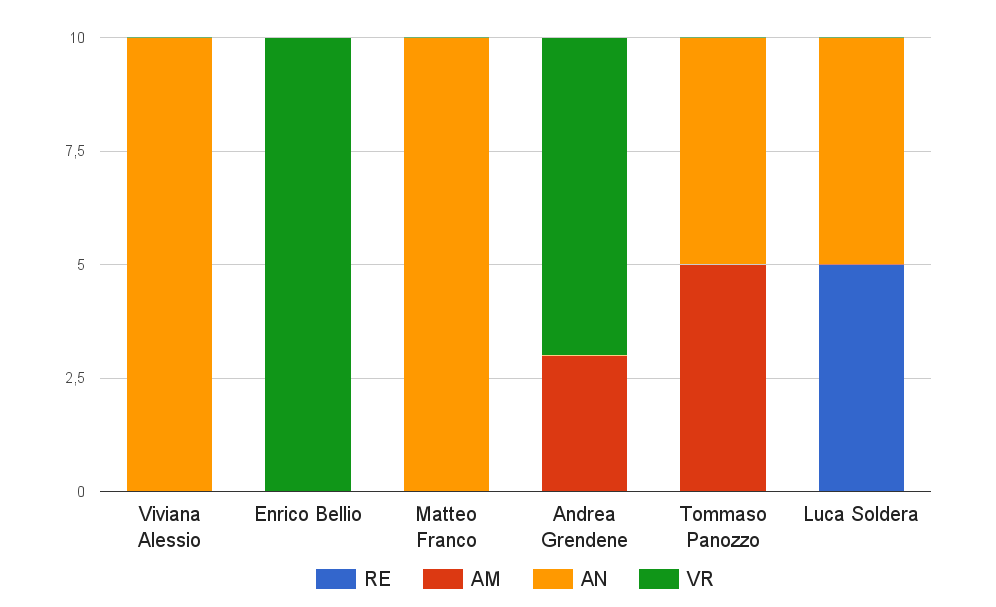 10
7,5
5
2,5
0
Viviana Alessio
Enrico Bellio
Matteo Franco
Andrea Grendene
Tommaso Panozzo
Luca Soldera
RE AM AN VR